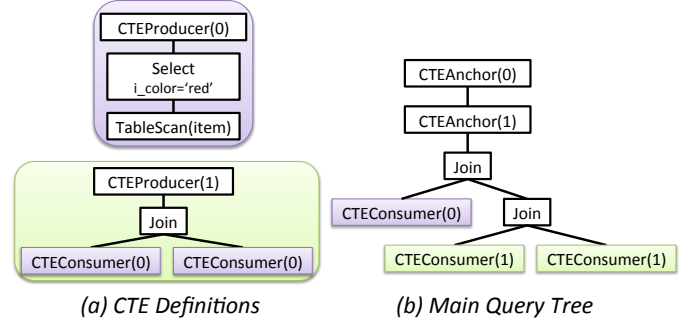 CTEProducer(0)
Select
i_color='red'
TableScan(item)
CTEProducer(1)
Join
CTEConsumer(0) CTEConsumer(0)
(a) CTE Definitions
CTEAnchor(0)
CTEAnchor(1)
Join
CTEConsumer(0) Join
CTEConsumer(1) CTEConsumer(1)
(b) Main Query Tree